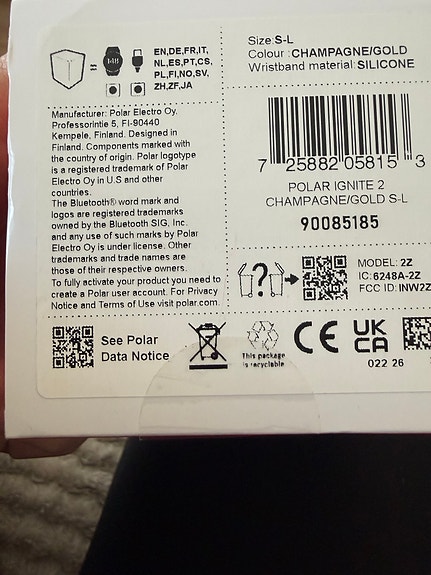 EN,DE,FR,IT,
NL,ES,PT,CS,
PL,FI,NO,SV,
ZH,ZF,JA
Manufacturer: Polar Electro Oy.
Professorintie 5, FI-90440
Kempele, Finland. Designed in
Finland. Components marked with
the country of origin. Polar logotype
is a registered trademark of Polar
Electro Oy in U.S and other
countries.
The Bluetooth® word mark and
logos are registered trademarks
owned by the Bluetooth SIG, Inc.
and any use of such marks by Polar
Electro Oy is under license. Other
trademarks and trade names are
those of their respective owners.
To fully activate your product you need to
create a Polar user account. For Privacy
Notice and Terms of Use visit polar.com.
See Polar
Data Notice
Size:S-L
Colour :CHAMPAGNE/GOLD
Wristband material:SILICONE
7 25882 05815 3
POLAR IGNITE 2
CHAMPAGNE/GOLD S-L
90085185
?
MODEL: 2Z
IC:6248A-2Z
FCC ID:INW2Z
This package
is recyclable
CE
UK
CA
022 26